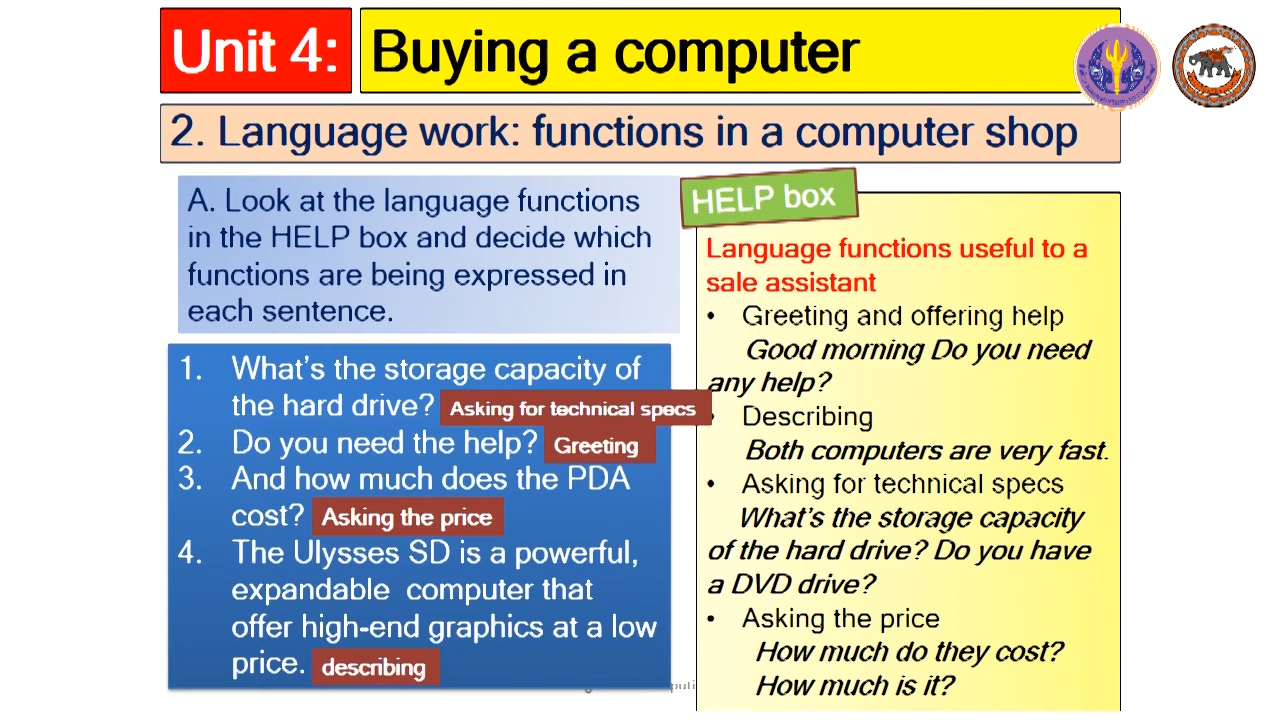 Unit 4:
Buying a computer
2. Language work: functions in a computer shop
A. Look at the language functions
in the HELP box and decide which
functions are being expressed in
each sentence.
1. What's the storage capacity of
the hard drive? Asking for technical specs
2. Do you need the help? Greeting
3. And how much does the PDA
cost? Asking the price
4. The Ulysses SD is a powerful,
expandable computer that
offer high-end graphics at a low
price. describing
HELP box
Language functions useful to a
sale assistant
• Greeting and offering help
Good morning Do you need
any help?
• Describing
Both computers are very fast.
• Asking for technical specs
What's the storage capacity
of the hard drive? Do you have
a DVD drive?
• Asking the price
How much do they cost?
How much is it?